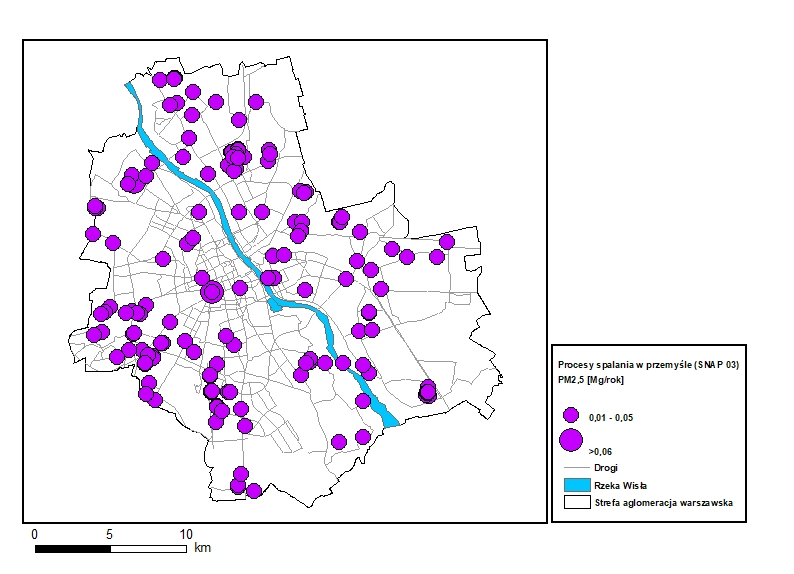 Procesy spalania w przemyśle (SNAP 03)
PM2,5 [Mg/rok]
0,01 - 0,05
>0,06
Drogi
Rzeka Wisła
Strefa aglomeracja warszawska
0 5 10
km